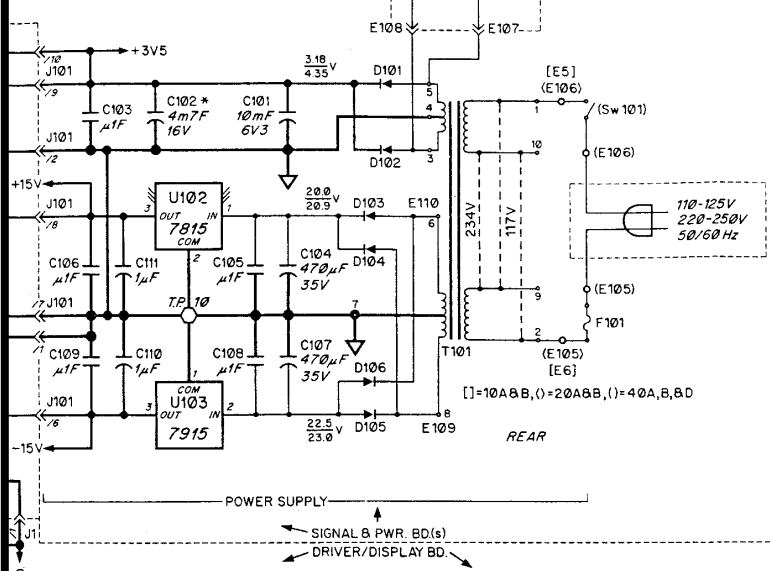 E108 E107
/10 +3V5
J101 3.18 4.35 V D101 [E5]
/9 5 (E106)
C103 μ1F C102* 4m7F 16V C101 10mF 6V3 4 1 (Sw101)
J101 10
/2 D102 3 (E106)
+15V U102 20.0 20.9 V D103 E110 110-125V
J101 3 OUT IN 1 6 220-250V
/8 7815 234V 117V 50/60 Hz
COM D104
C106 μ1F C111 1μF 2 C105 μ1F C104 470μF 35V
J101 T.P. 10 7 9 (E105)
/7
/1 F101
C109 μ1F C110 1μF 1 C108 μ1F C107 470μF 35V T101 2
COM D106 (E105)
J101 U103 [E6]
/6 3 OUT IN 2 8
7915 22.5 23.0 V D105 E109 []=10A&B,()=20A&B,()=40A,B,&D
-15V REAR
POWER SUPPLY
J1 SIGNAL & PWR. BD.(s)
DRIVER/DISPLAY BD.